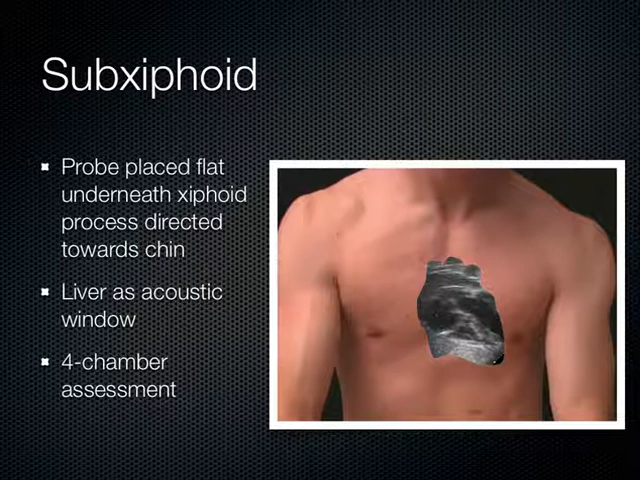 Subxiphoid
Probe placed flat
underneath xiphoid
process directed
towards chin
Liver as acoustic
window
4-chamber
assessment